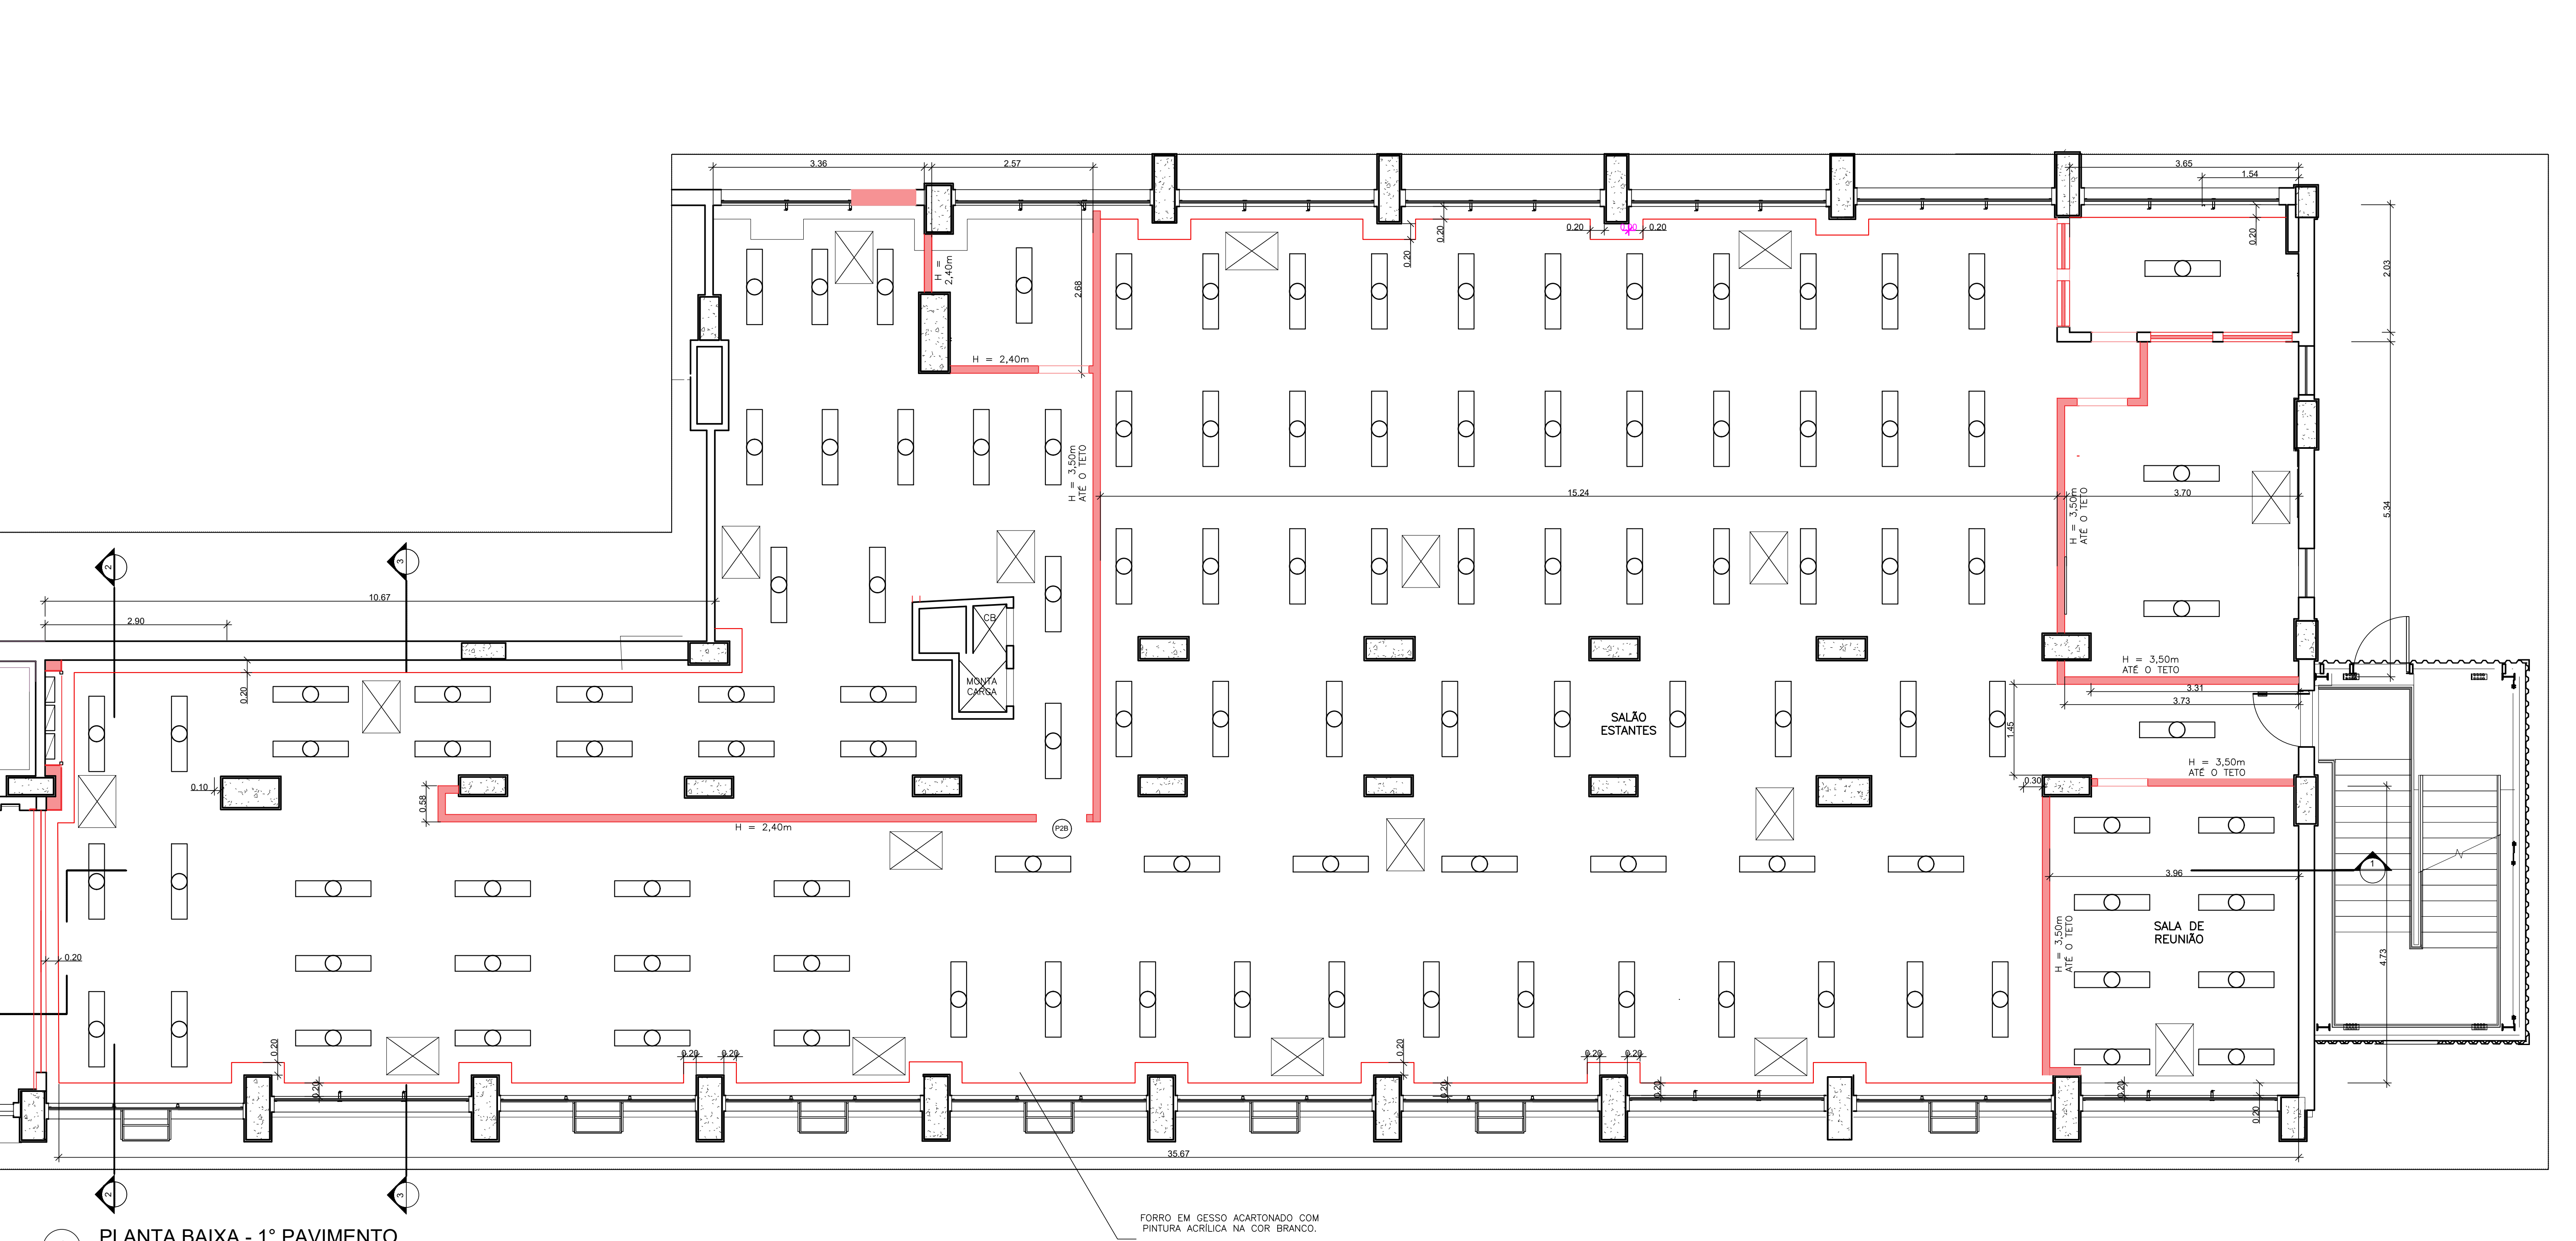 3.36
2.57
3.65
1.54
0.20
0.20
0.20
0.00
0.20
0.20
2.03
H =
2,40m
2.68
H = 2,40m
H = 3,50m
ATÉ O TETO
15.24
3.70
H = 3,50m
ATÉ O TETO
5.34
2
3
10.67
2.90
CB
MONTA
CARGA
0.20
H = 3,50m
ATÉ O TETO
3.31
3.73
SALÃO
ESTANTES
1.45
H = 3,50m
ATÉ O TETO
0.30
0.10
0.58
H = 2,40m
P2B
1
3.96
H = 3,50m
ATÉ O TETO
SALA DE
REUNIÃO
4.73
0.20
0.20
0.20
0.20
0.20
0.20
0.20
0.20
0.20
0.20
0.20
0.20
35.67
2
3
FORRO EM GESSO ACARTONADO COM
PINTURA ACRÍLICA NA COR BRANCO.
PLANTA BAIXA - 1° PAVIMENTO